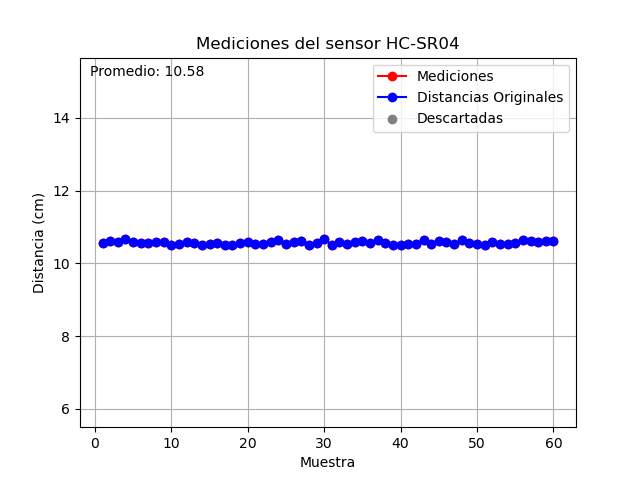 Mediciones del sensor HC-SR04
Promedio: 10.58
Mediciones
Distancias Originales
Descartadas
Distancia (cm)
14
12
10
8
6
0 10 20 30 40 50 60
Muestra